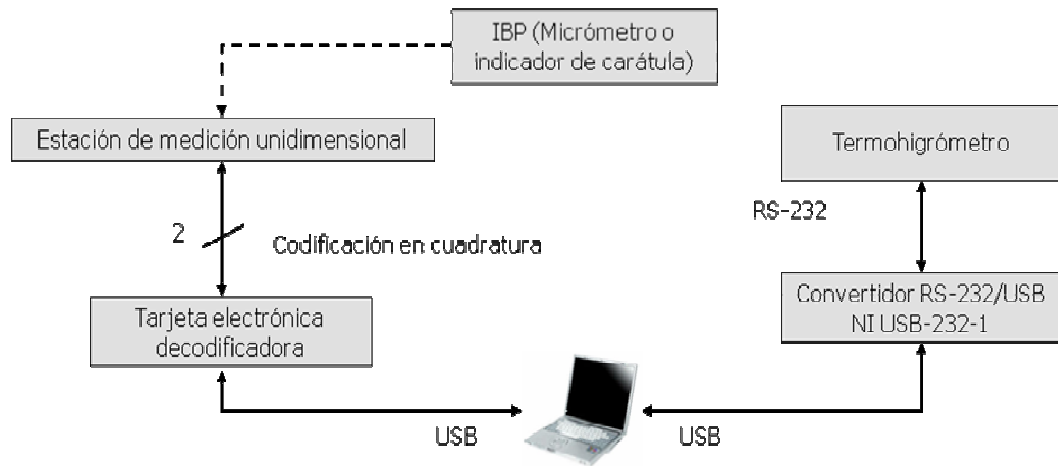 IBP (Micrómetro o
indicador de carátula)
Estación de medición unidimensional
Termohigrómetro
RS-232
2
Codificación en cuadratura
Convertidor RS-232/USB
NI USB-232-1
Tarjeta electrónica
decodificadora
USB
USB